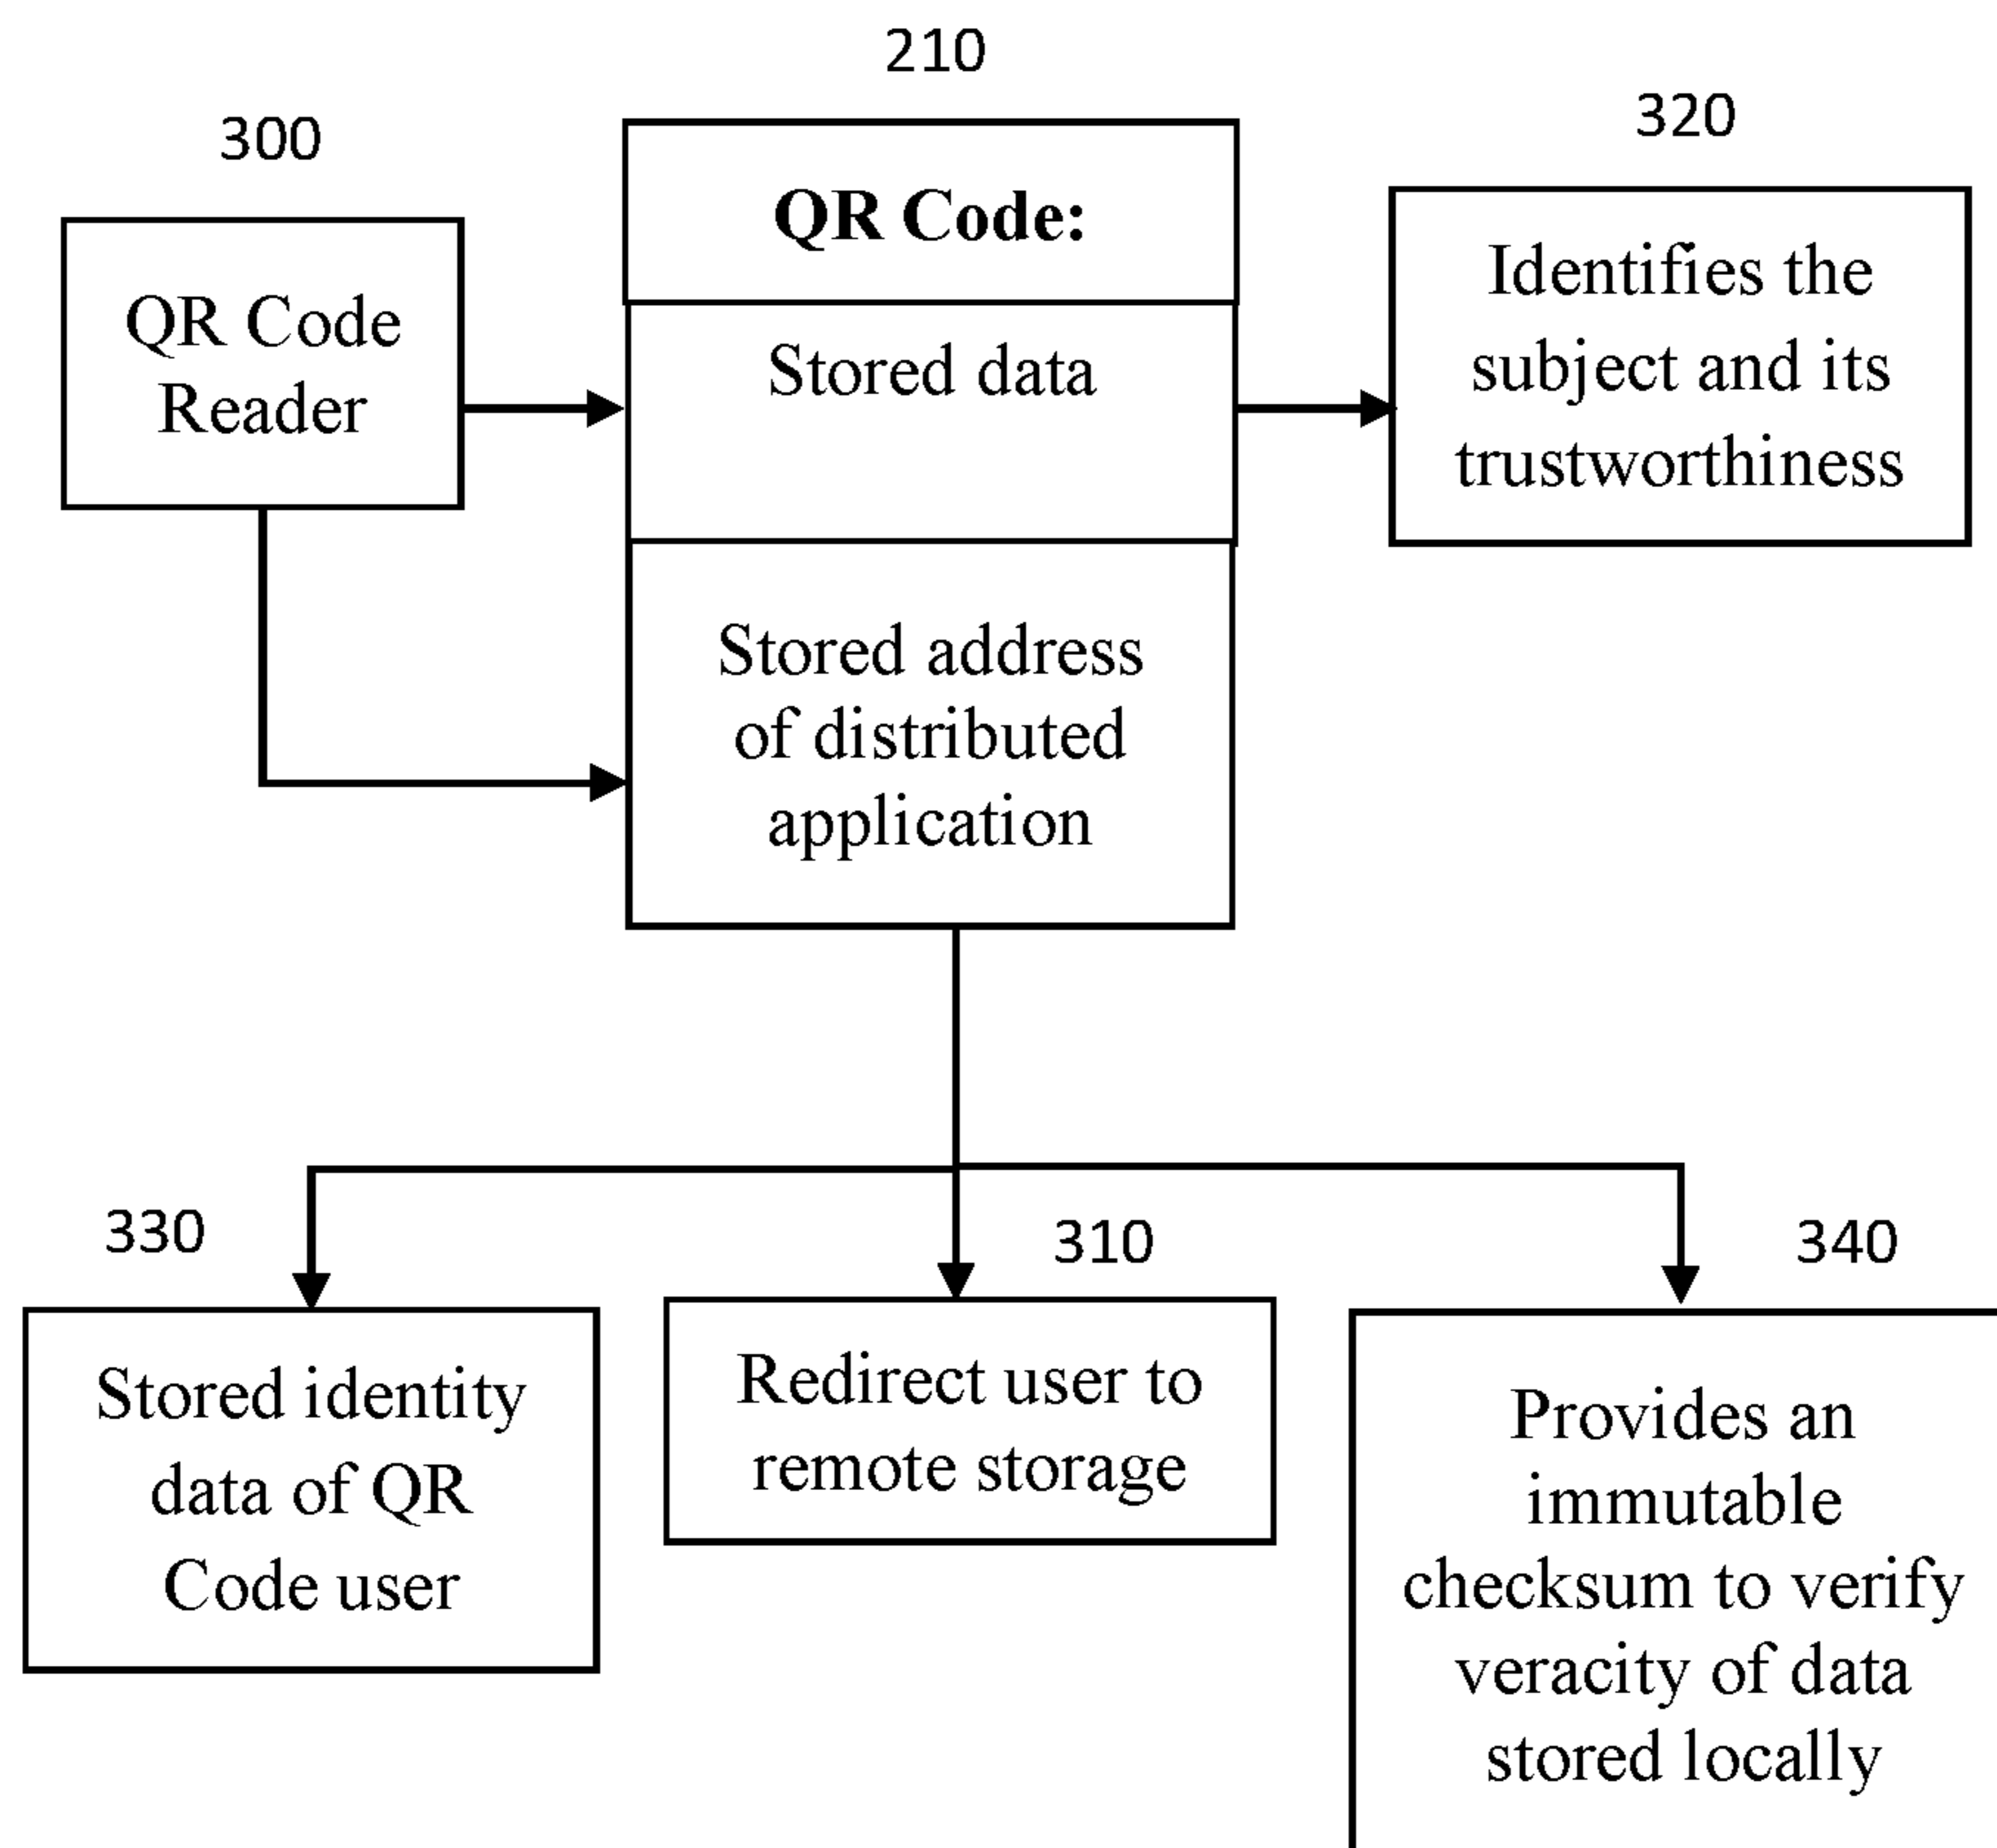 210
300
320
QR Code:
QR Code
Reader
Stored data
Identifies the
subject and its
trustworthiness
Stored address
of distributed
application
330
310
340
Stored identity
data of QR
Code user
Redirect user to
remote storage
Provides an
immutable
checksum to verify
veracity of data
stored locally